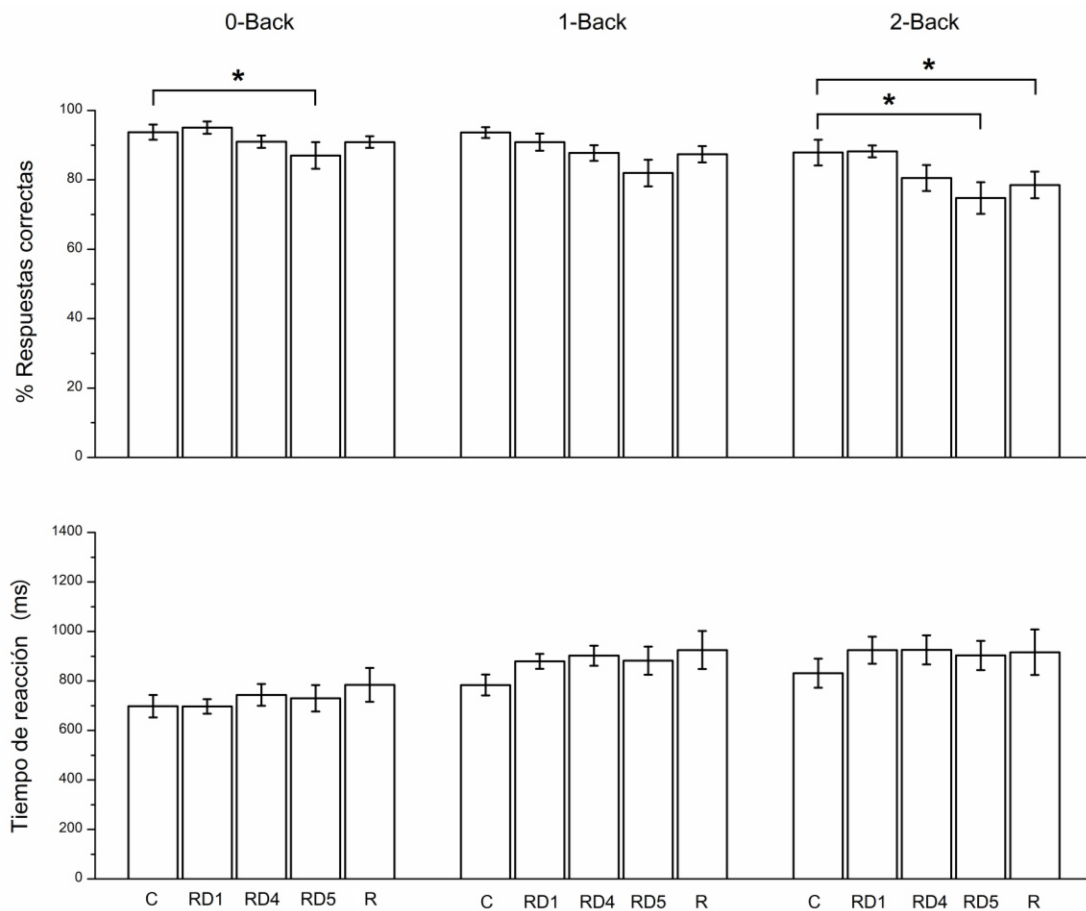 0-Back 1-Back 2-Back
* * *
% Respuestas correctas
100
80
60
40
20
0
Tiempo de reacción (ms)
1400
1200
1000
800
600
400
200
0
C RD1 RD4 RD5 R C RD1 RD4 RD5 R C RD1 RD4 RD5 R